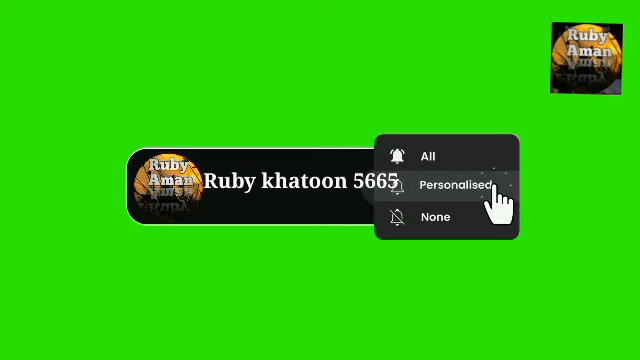 Ruby
Aman
Ruby
Aman
Ruby khatoon 5665
All
Personalised
None